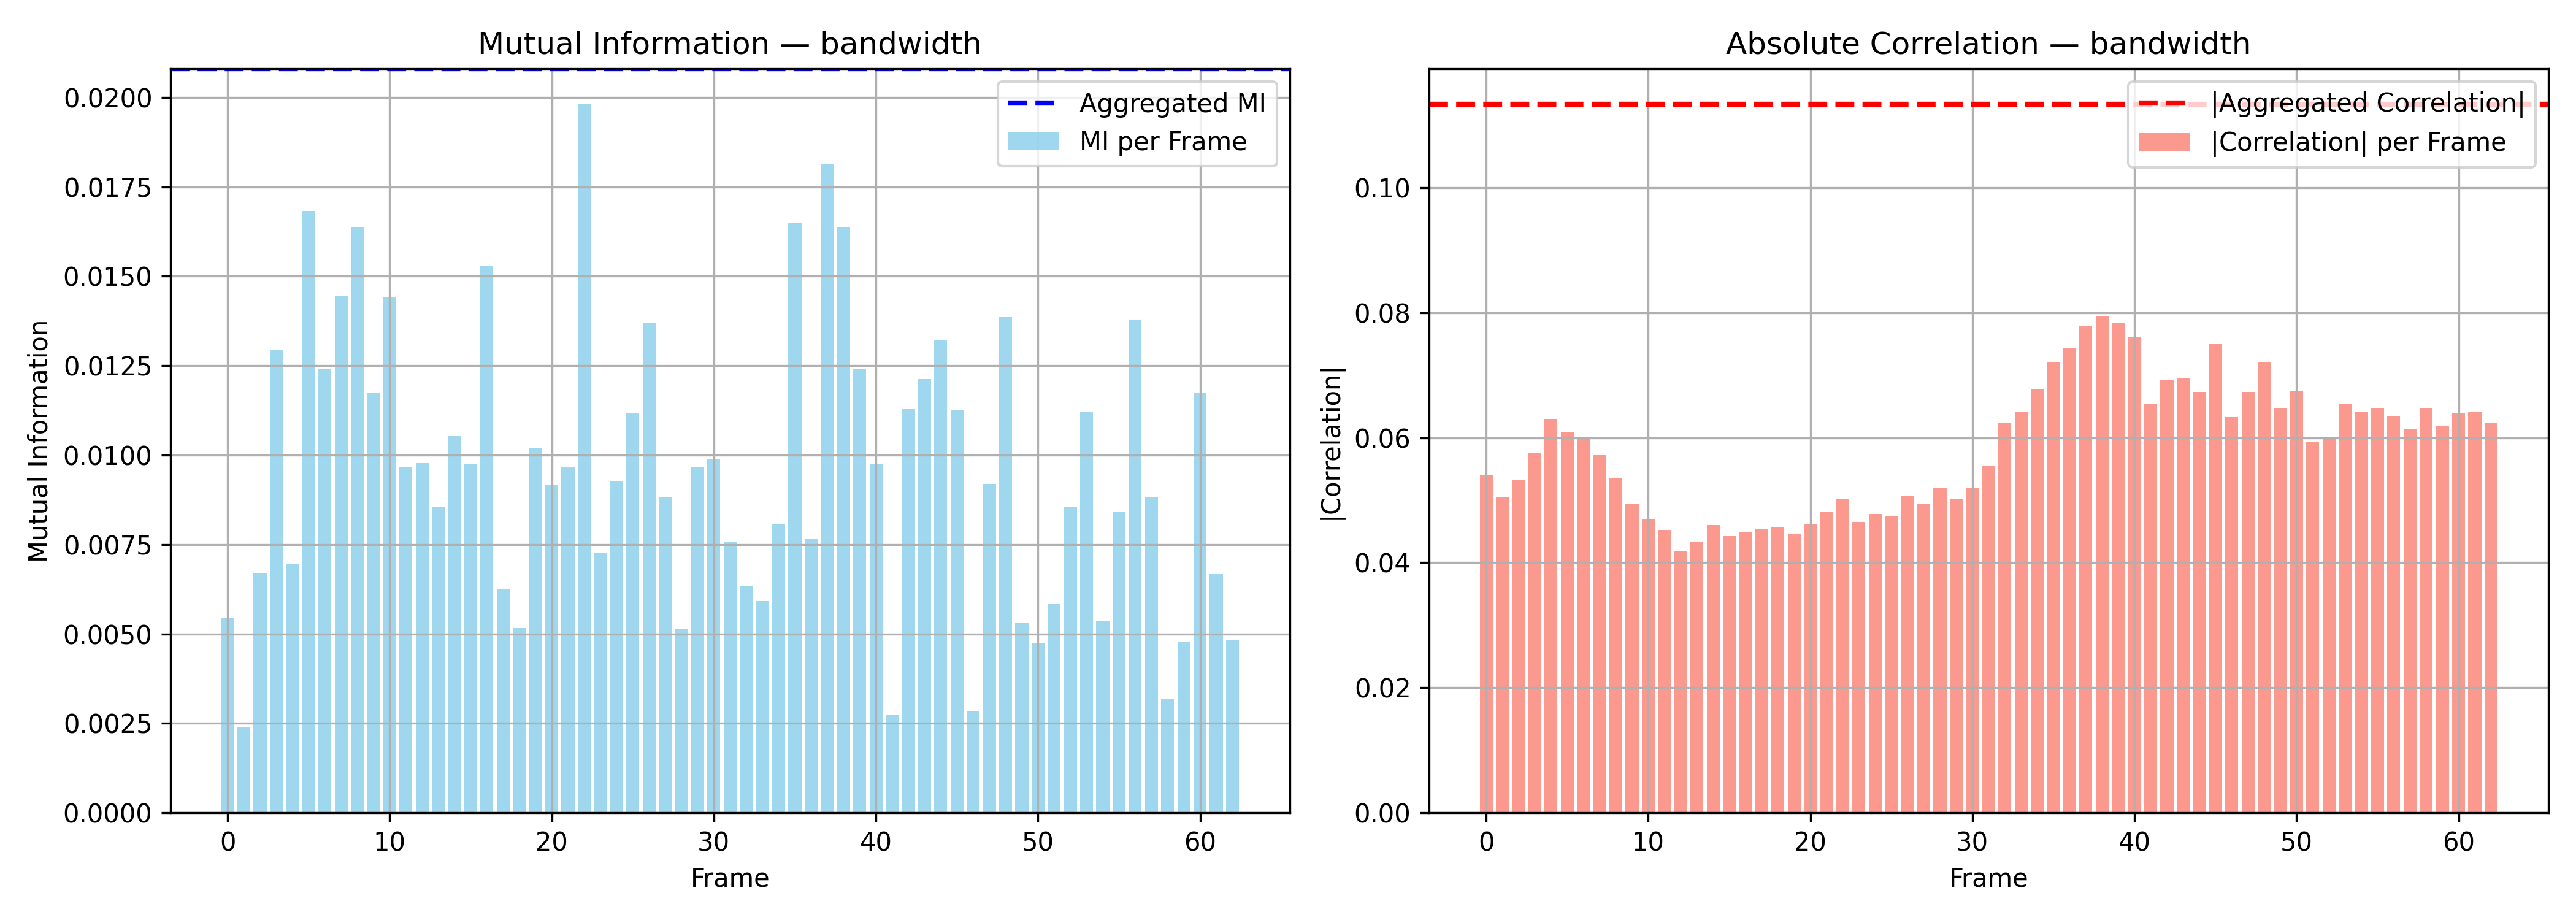 Mutual Information — bandwidth
Aggregated MI
MI per Frame
Mutual Information
0.0200
0.0175
0.0150
0.0125
0.0100
0.0075
0.0050
0.0025
0.0000
0 10 20 30 40 50 60
Frame
Absolute Correlation — bandwidth
|Aggregated Correlation|
|Correlation| per Frame
|Correlation|
0.10
0.08
0.06
0.04
0.02
0.00
0 10 20 30 40 50 60
Frame